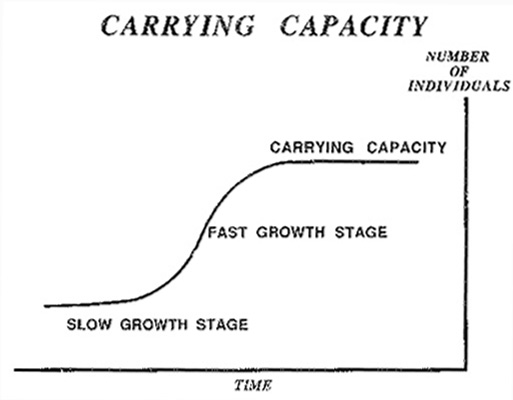 CARRYING CAPACITY
NUMBER
OF
INDIVIDUALS
CARRYING CAPACITY
FAST GROWTH STAGE
SLOW GROWTH STAGE
TIME